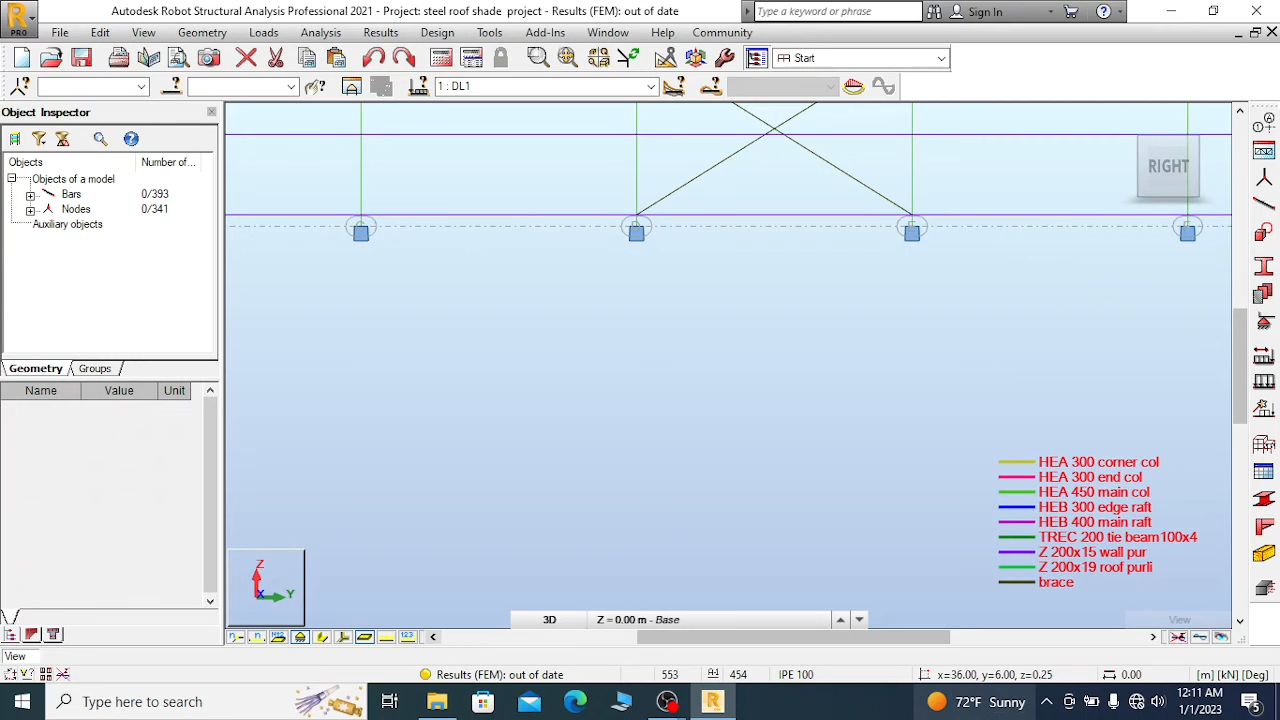 PRO
Autodesk Robot Structural Analysis Professional 2021 - Project: steel roof shade project - Results (FEM): out of date
Type a keyword or phrase
Sign In
File Edit View Geometry Loads Analysis Results Design Tools Add-Ins Window Help Community
Start
1 : DL1
Object Inspector
Objects Number of...
Objects of a model
Bars 0/393
Nodes 0/341
Auxiliary objects
Geometry Groups
Name Value Unit
RIGHT
HEA 300 corner col
HEA 300 end col
HEA 450 main col
HEB 300 edge raft
HEB 400 main raft
TREC 200 tie beam100x4
Z 200x15 wall pur
Z 200x19 roof purli
brace
Z
X
Y
3D Z = 0.00 m - Base
View
View
Results (FEM): out of date 553 454 IPE 100 x=36.00, y=6.00, z=0.25 0.00 [m] [kN] [Deg]
Type here to search
72°F Sunny
12:11 AM
1/1/2023
5